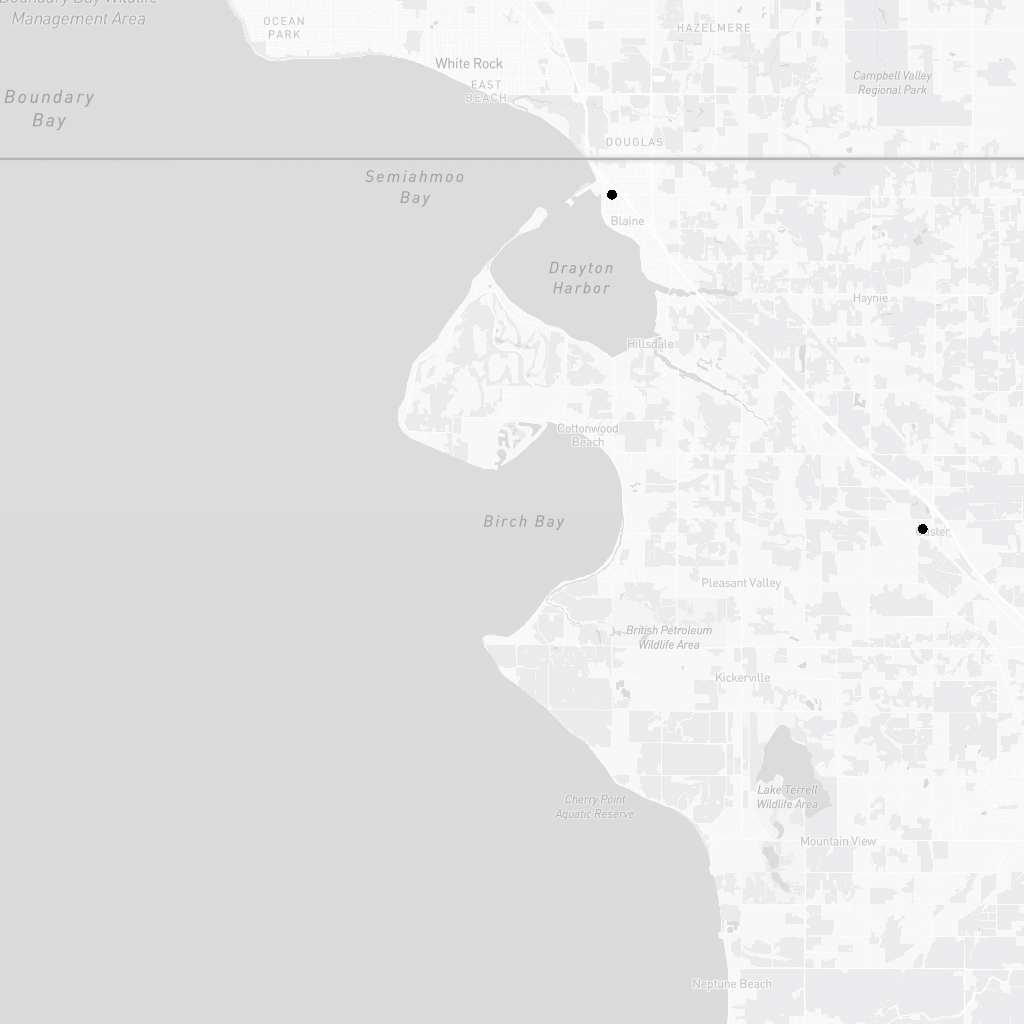 Boundary Bay Wildlife
Management Area
OCEAN
PARK
HAZELMERE
White Rock
EAST
BEACH
Campbell Valley
Regional Park
Boundary
Bay
DOUGLAS
Semiahmoo
Bay
Blaine
Drayton
Harbor
Haynie
Hillsdale
Cottonwood
Beach
Birch Bay
Custer
Pleasant Valley
British Petroleum
Wildlife Area
Kickerville
Lake Terrell
Wildlife Area
Cherry Point
Aquatic Reserve
Mountain View
Neptune Beach